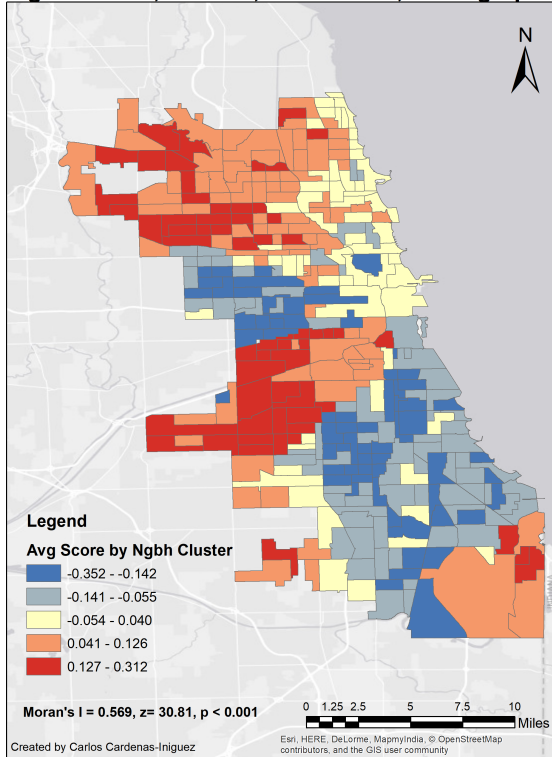 N
Legend
Avg Score by Ngbh Cluster
-0.352 - -0.142
-0.141 - -0.055
-0.054 - 0.040
0.041 - 0.126
0.127 - 0.312
Moran's I = 0.569, z= 30.81, p < 0.001
0 1.25 2.5 5 7.5 10
Miles
Created by Carlos Cardenas-Iniguez
Esri, HERE, DeLorme, MapmyIndia, © OpenStreetMap
contributors, and the GIS user community